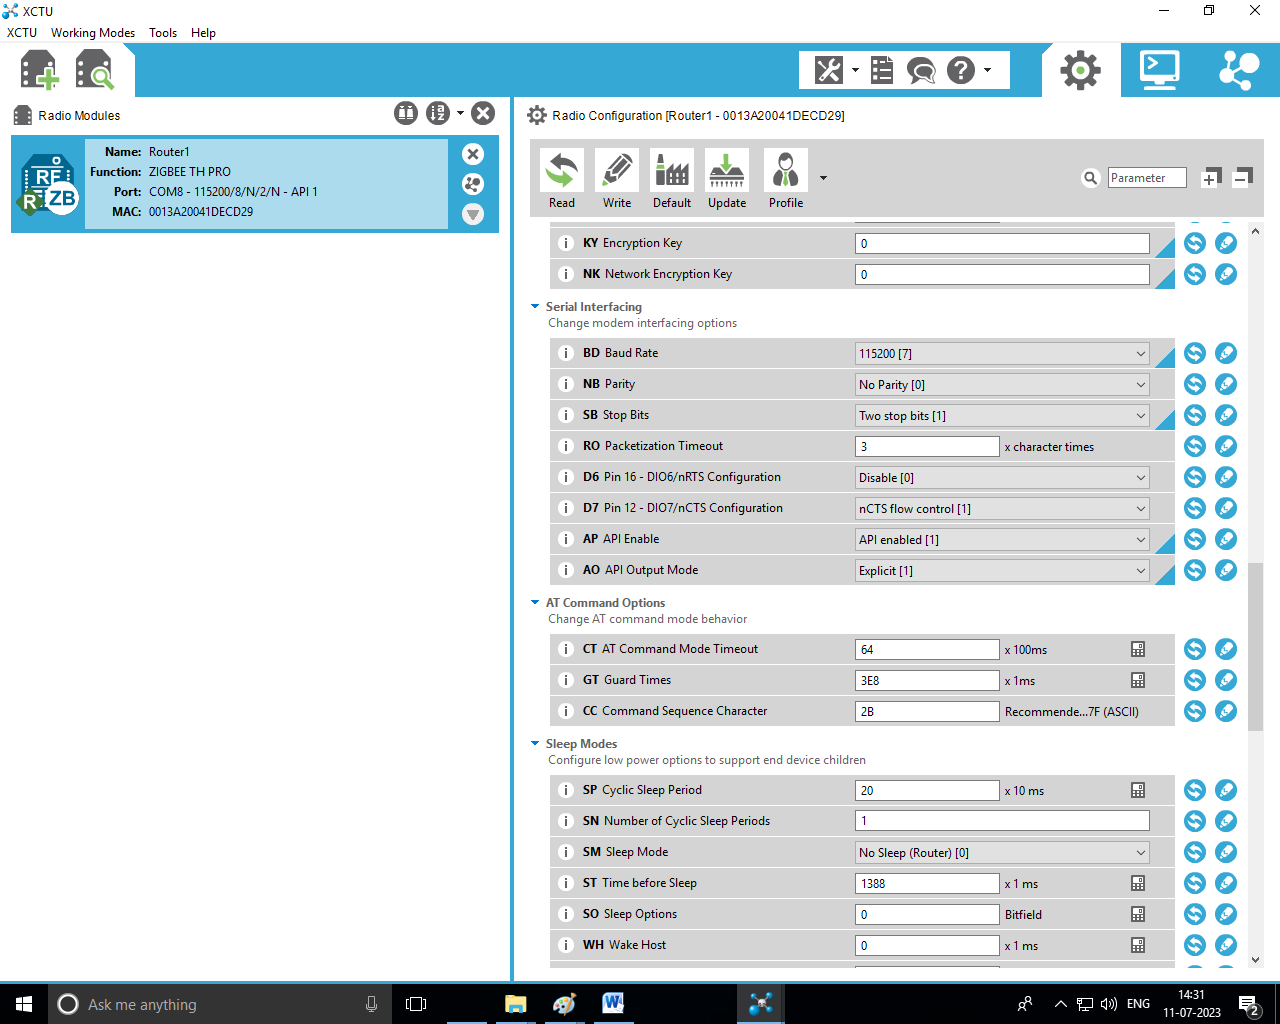 XCTU
XCTU Working Modes Tools Help
Radio Modules
Name: Router1
Function: ZIGBEE TH PRO
Port: COM8 - 115200/8/N/2/N - API 1
MAC: 0013A20041DECD29
RF
R ZB
Radio Configuration [Router1 - 0013A20041DECD29]
Read Write Default Update Profile
Parameter
KY Encryption Key 0
NK Network Encryption Key 0
Serial Interfacing
Change modem interfacing options
BD Baud Rate 115200 [7]
NB Parity No Parity [0]
SB Stop Bits Two stop bits [1]
RO Packetization Timeout 3 x character times
D6 Pin 16 - DIO6/nRTS Configuration Disable [0]
D7 Pin 12 - DIO7/nCTS Configuration nCTS flow control [1]
AP API Enable API enabled [1]
AO API Output Mode Explicit [1]
AT Command Options
Change AT command mode behavior
CT AT Command Mode Timeout 64 x 100ms
GT Guard Times 3E8 x 1ms
CC Command Sequence Character 2B Recommende...7F (ASCII)
Sleep Modes
Configure low power options to support end device children
SP Cyclic Sleep Period 20 x 10 ms
SN Number of Cyclic Sleep Periods 1
SM Sleep Mode No Sleep (Router) [0]
ST Time before Sleep 1388 x 1 ms
SO Sleep Options 0 Bitfield
WH Wake Host 0 x 1 ms
Ask me anything
ENG
14:31
11-07-2023
2